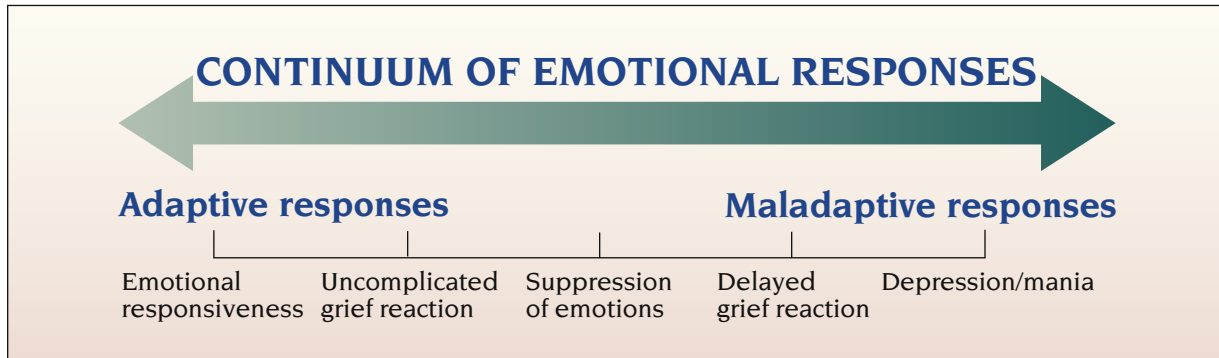 CONTINUUM OF EMOTIONAL RESPONSES
Adaptive responses
Maladaptive responses
Emotional
responsiveness
Uncomplicated
grief reaction
Suppression
of emotions
Delayed
grief reaction
Depression/mania